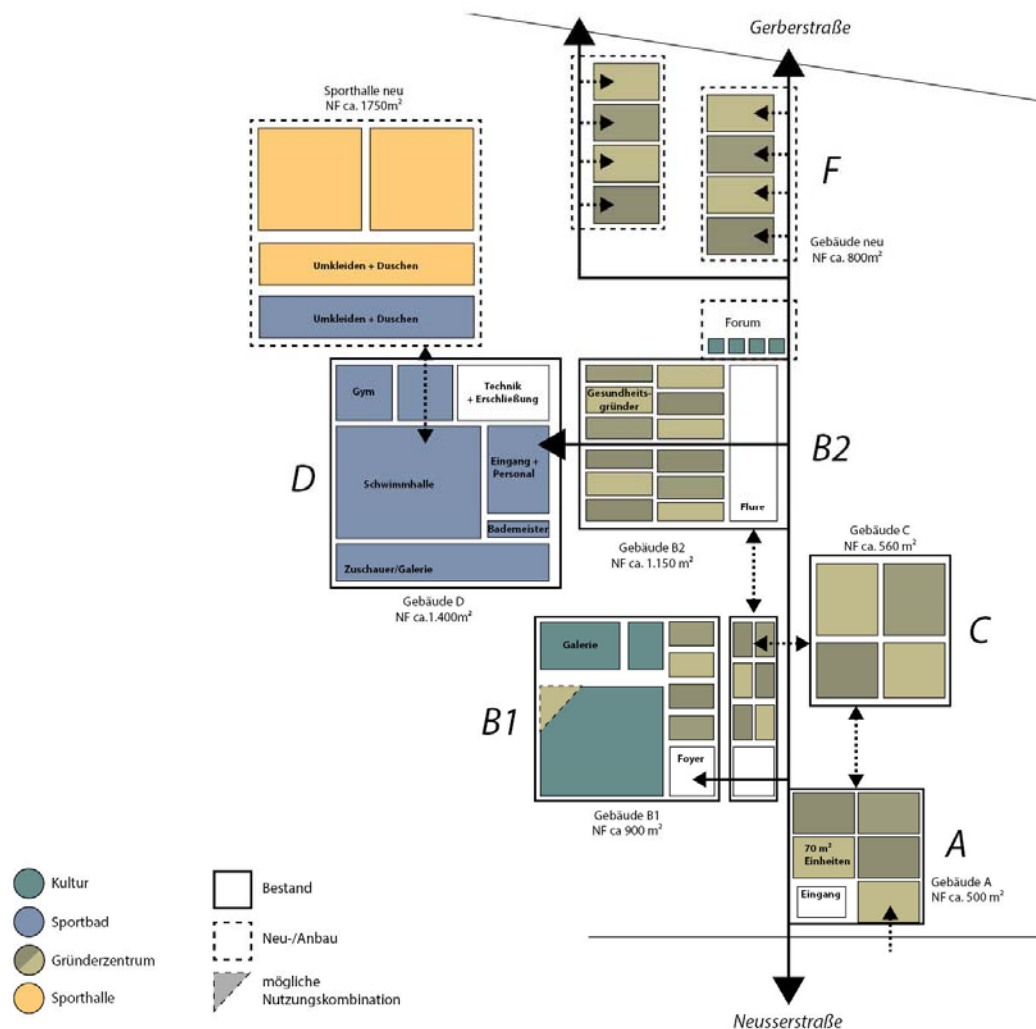 Gerberstraße
Sporthalle neu
NF ca. 1750m²
F
Gebäude neu
NF ca. 800m²
Umkleiden + Duschen
Umkleiden + Duschen
Forum
Gym
Technik
+ Erschließung
Gesundheits-
gründer
D
Schwimmhalle
Eingang +
Personal
B2
Bademeister
Flure
Zuschauer/Galerie
Gebäude B2
NF ca. 1.150 m²
Gebäude C
NF ca. 560 m²
Gebäude D
NF ca.1.400m²
C
Galerie
B1
Foyer
Gebäude B1
NF ca 900 m²
A
70 m²
Einheiten
Eingang
Gebäude A
NF ca. 500 m²
Kultur
Sportbad
Gründerzentrum
Sporthalle
Bestand
Neu-/Anbau
mögliche
Nutzungskombination
Neusserstraße